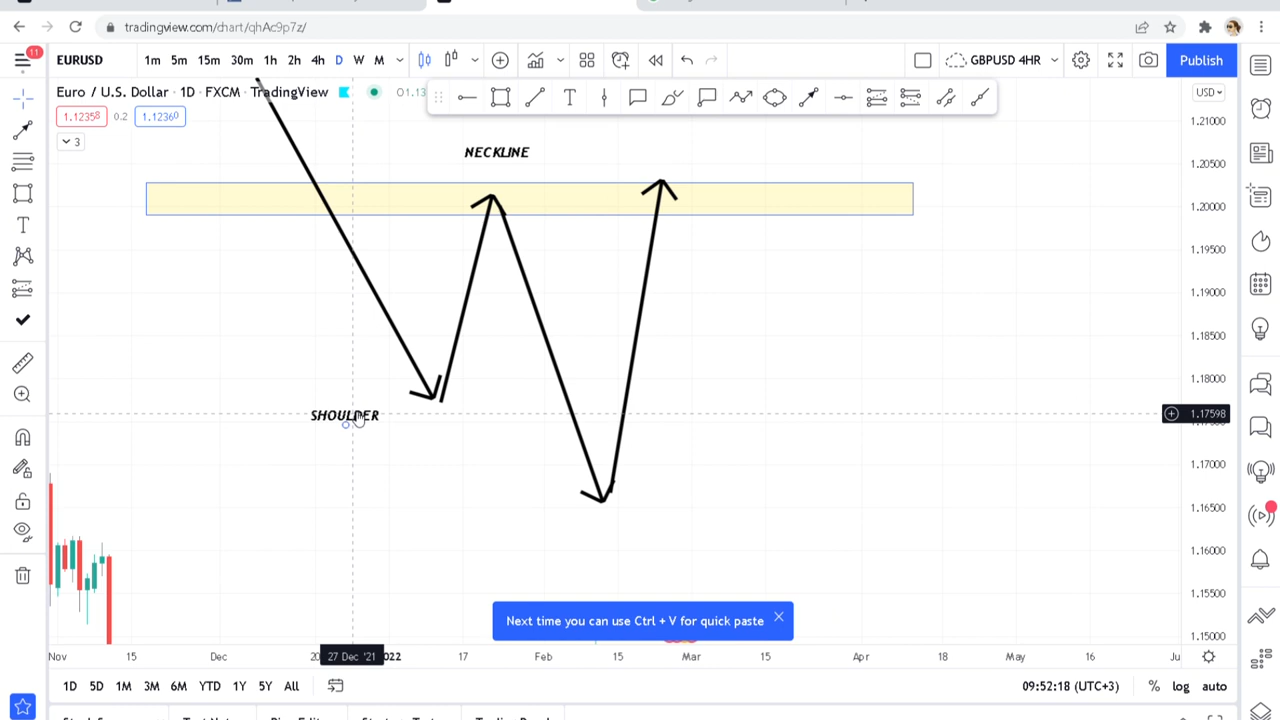 tradingview.com/chart/qhAc9p7z/
11
EURUSD
1m 5m 15m 30m 1h 2h 4h D W M
GBPUSD 4HR
Publish
Euro / U.S. Dollar · 1D · FXCM · TradingView
O1.13
USD
1.12358 0.2 1.12360
3
1.21000
NECKLINE
1.20500
1.20000
1.19500
1.19000
1.18500
1.18000
SHOULDER
1.17598
1.17000
1.16500
1.16000
1.15500
Next time you can use Ctrl + V for quick paste
1.15000
Nov 15 Dec 20 27 Dec '21 2022 17 Feb 15 Mar 15 Apr 18 May 16 Ju
1D 5D 1M 3M 6M YTD 1Y 5Y All
09:52:18 (UTC+3) % log auto